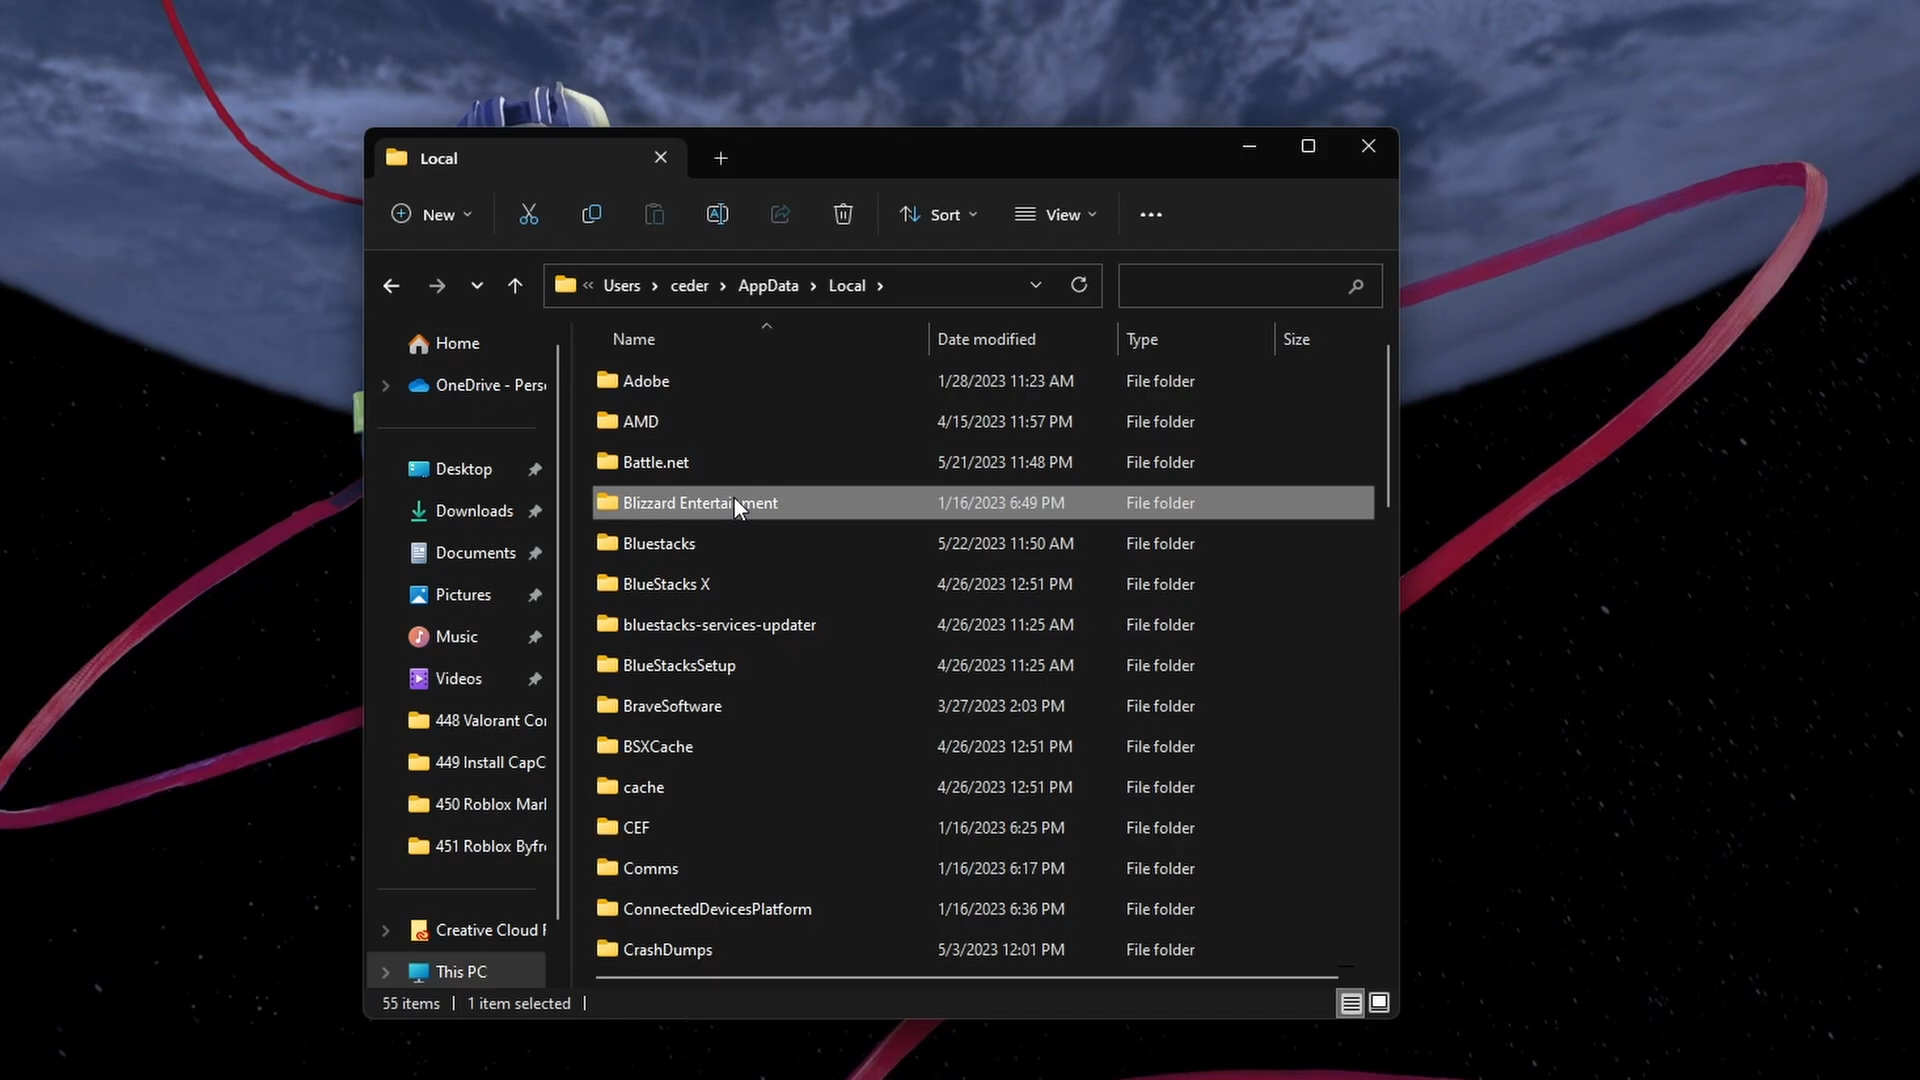 Local
New
Sort
View
« Users > ceder > AppData > Local >
Name Date modified Type Size
Home
OneDrive - Pers
Desktop
Downloads
Documents
Pictures
Music
Videos
448 Valorant Co
449 Install CapC
450 Roblox Marl
451 Roblox Byfr
Creative Cloud F
This PC
Adobe 1/28/2023 11:23 AM File folder
AMD 4/15/2023 11:57 PM File folder
Battle.net 5/21/2023 11:48 PM File folder
Blizzard Entertainment 1/16/2023 6:49 PM File folder
Bluestacks 5/22/2023 11:50 AM File folder
BlueStacks X 4/26/2023 12:51 PM File folder
bluestacks-services-updater 4/26/2023 11:25 AM File folder
BlueStacksSetup 4/26/2023 11:25 AM File folder
BraveSoftware 3/27/2023 2:03 PM File folder
BSXCache 4/26/2023 12:51 PM File folder
cache 4/26/2023 12:51 PM File folder
CEF 1/16/2023 6:25 PM File folder
Comms 1/16/2023 6:17 PM File folder
ConnectedDevicesPlatform 1/16/2023 6:36 PM File folder
CrashDumps 5/3/2023 12:01 PM File folder
55 items | 1 item selected |